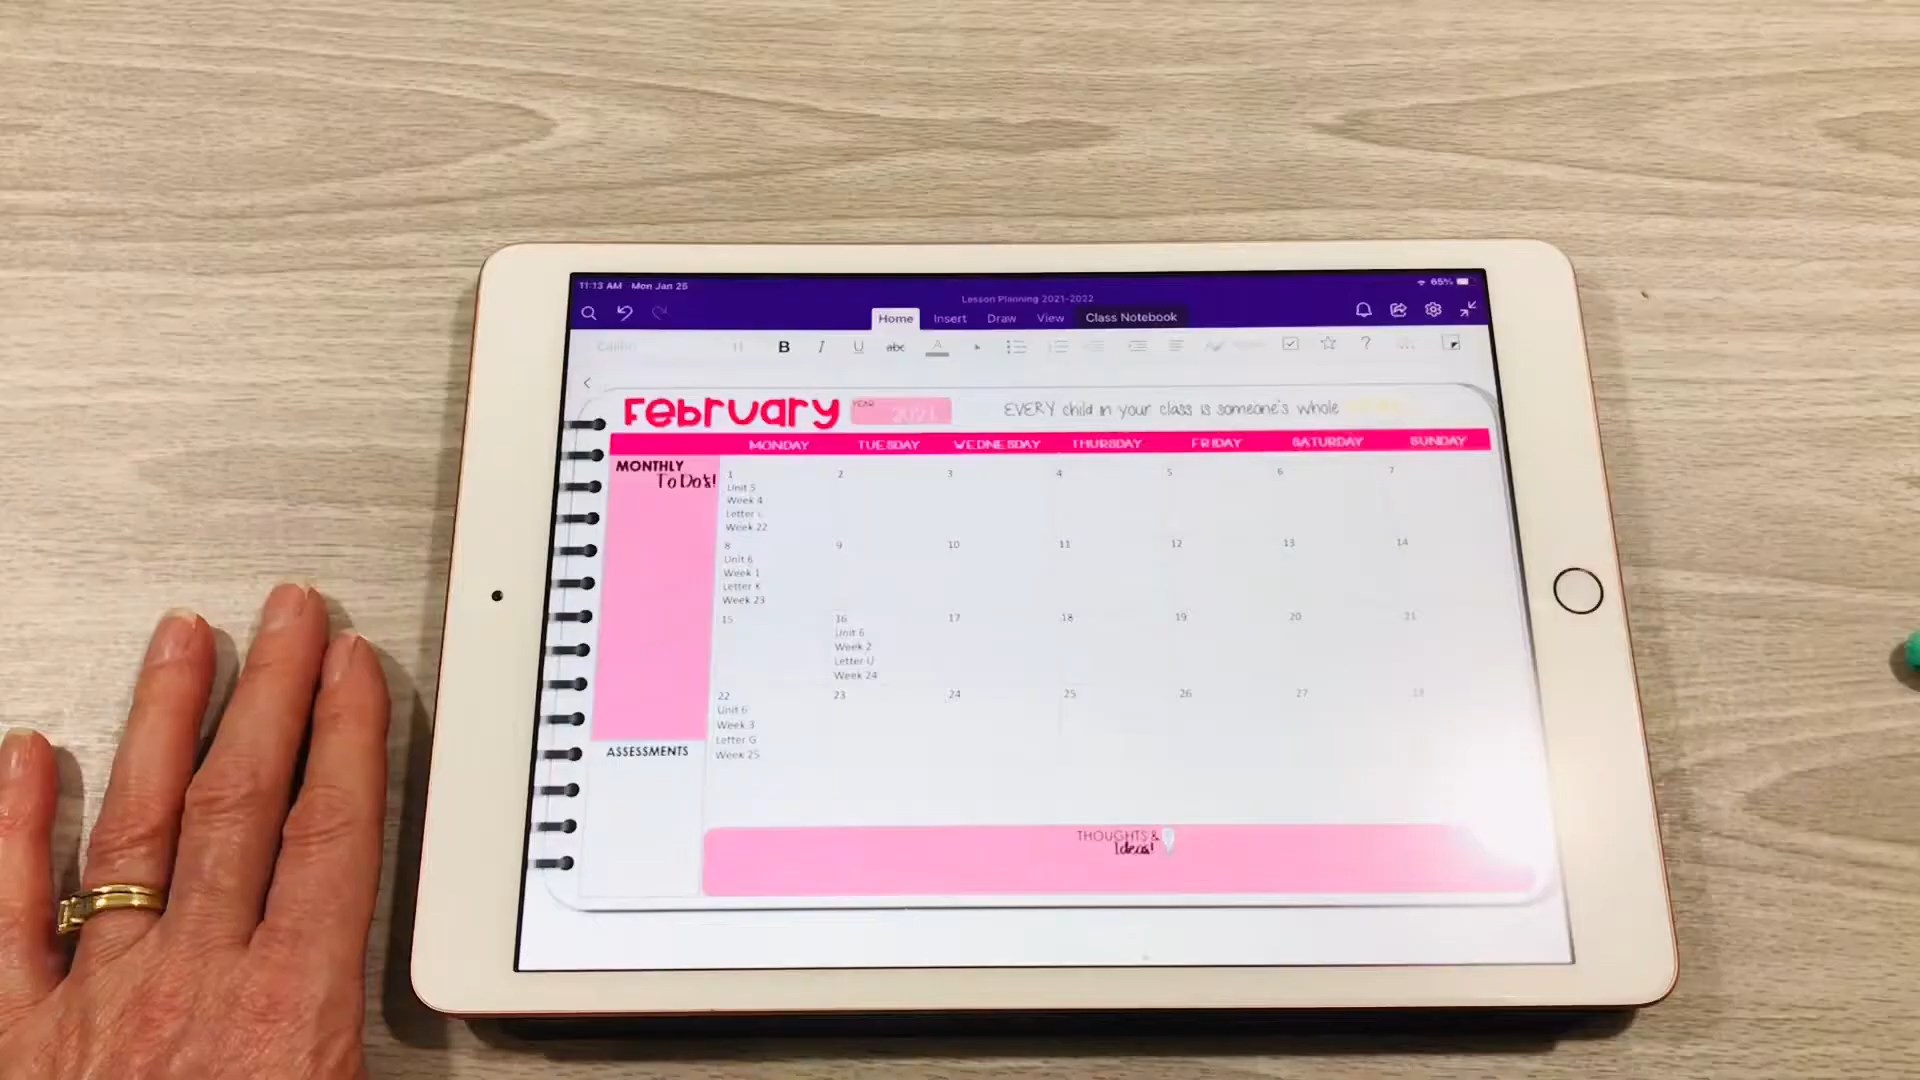 11:13 AM Mon Jan 25
65%
Lesson Planning 2021-2022
Home Insert Draw View Class Notebook
Calibri 11 B I U abc A
February YEAR 2021 EVERY child in your class is someone's whole
MONDAY TUESDAY WEDNESDAY THURSDAY FRIDAY SATURDAY SUNDAY
MONTHLY
To Do's!
1 2 3 4 5 6 7
Unit 5
Week 4
Letter L
Week 22
8 9 10 11 12 13 14
Unit 6
Week 1
Letter K
Week 23
15 16 17 18 19 20 21
Unit 6
Week 2
Letter U
Week 24
22 23 24 25 26 27 28
Unit 6
Week 3
Letter G
Week 25
ASSESSMENTS
THOUGHTS &
Ideas!